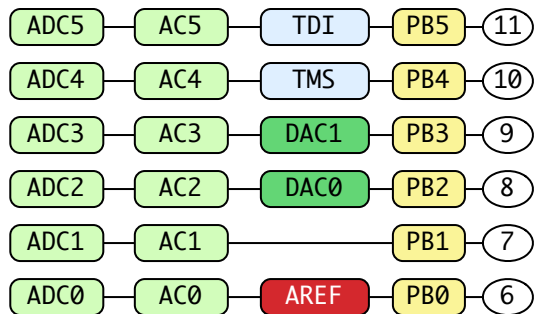 ADC5 AC5 TDI PB5 11
ADC4 AC4 TMS PB4 10
ADC3 AC3 DAC1 PB3 9
ADC2 AC2 DAC0 PB2 8
ADC1 AC1 PB1 7
ADC0 AC0 AREF PB0 6